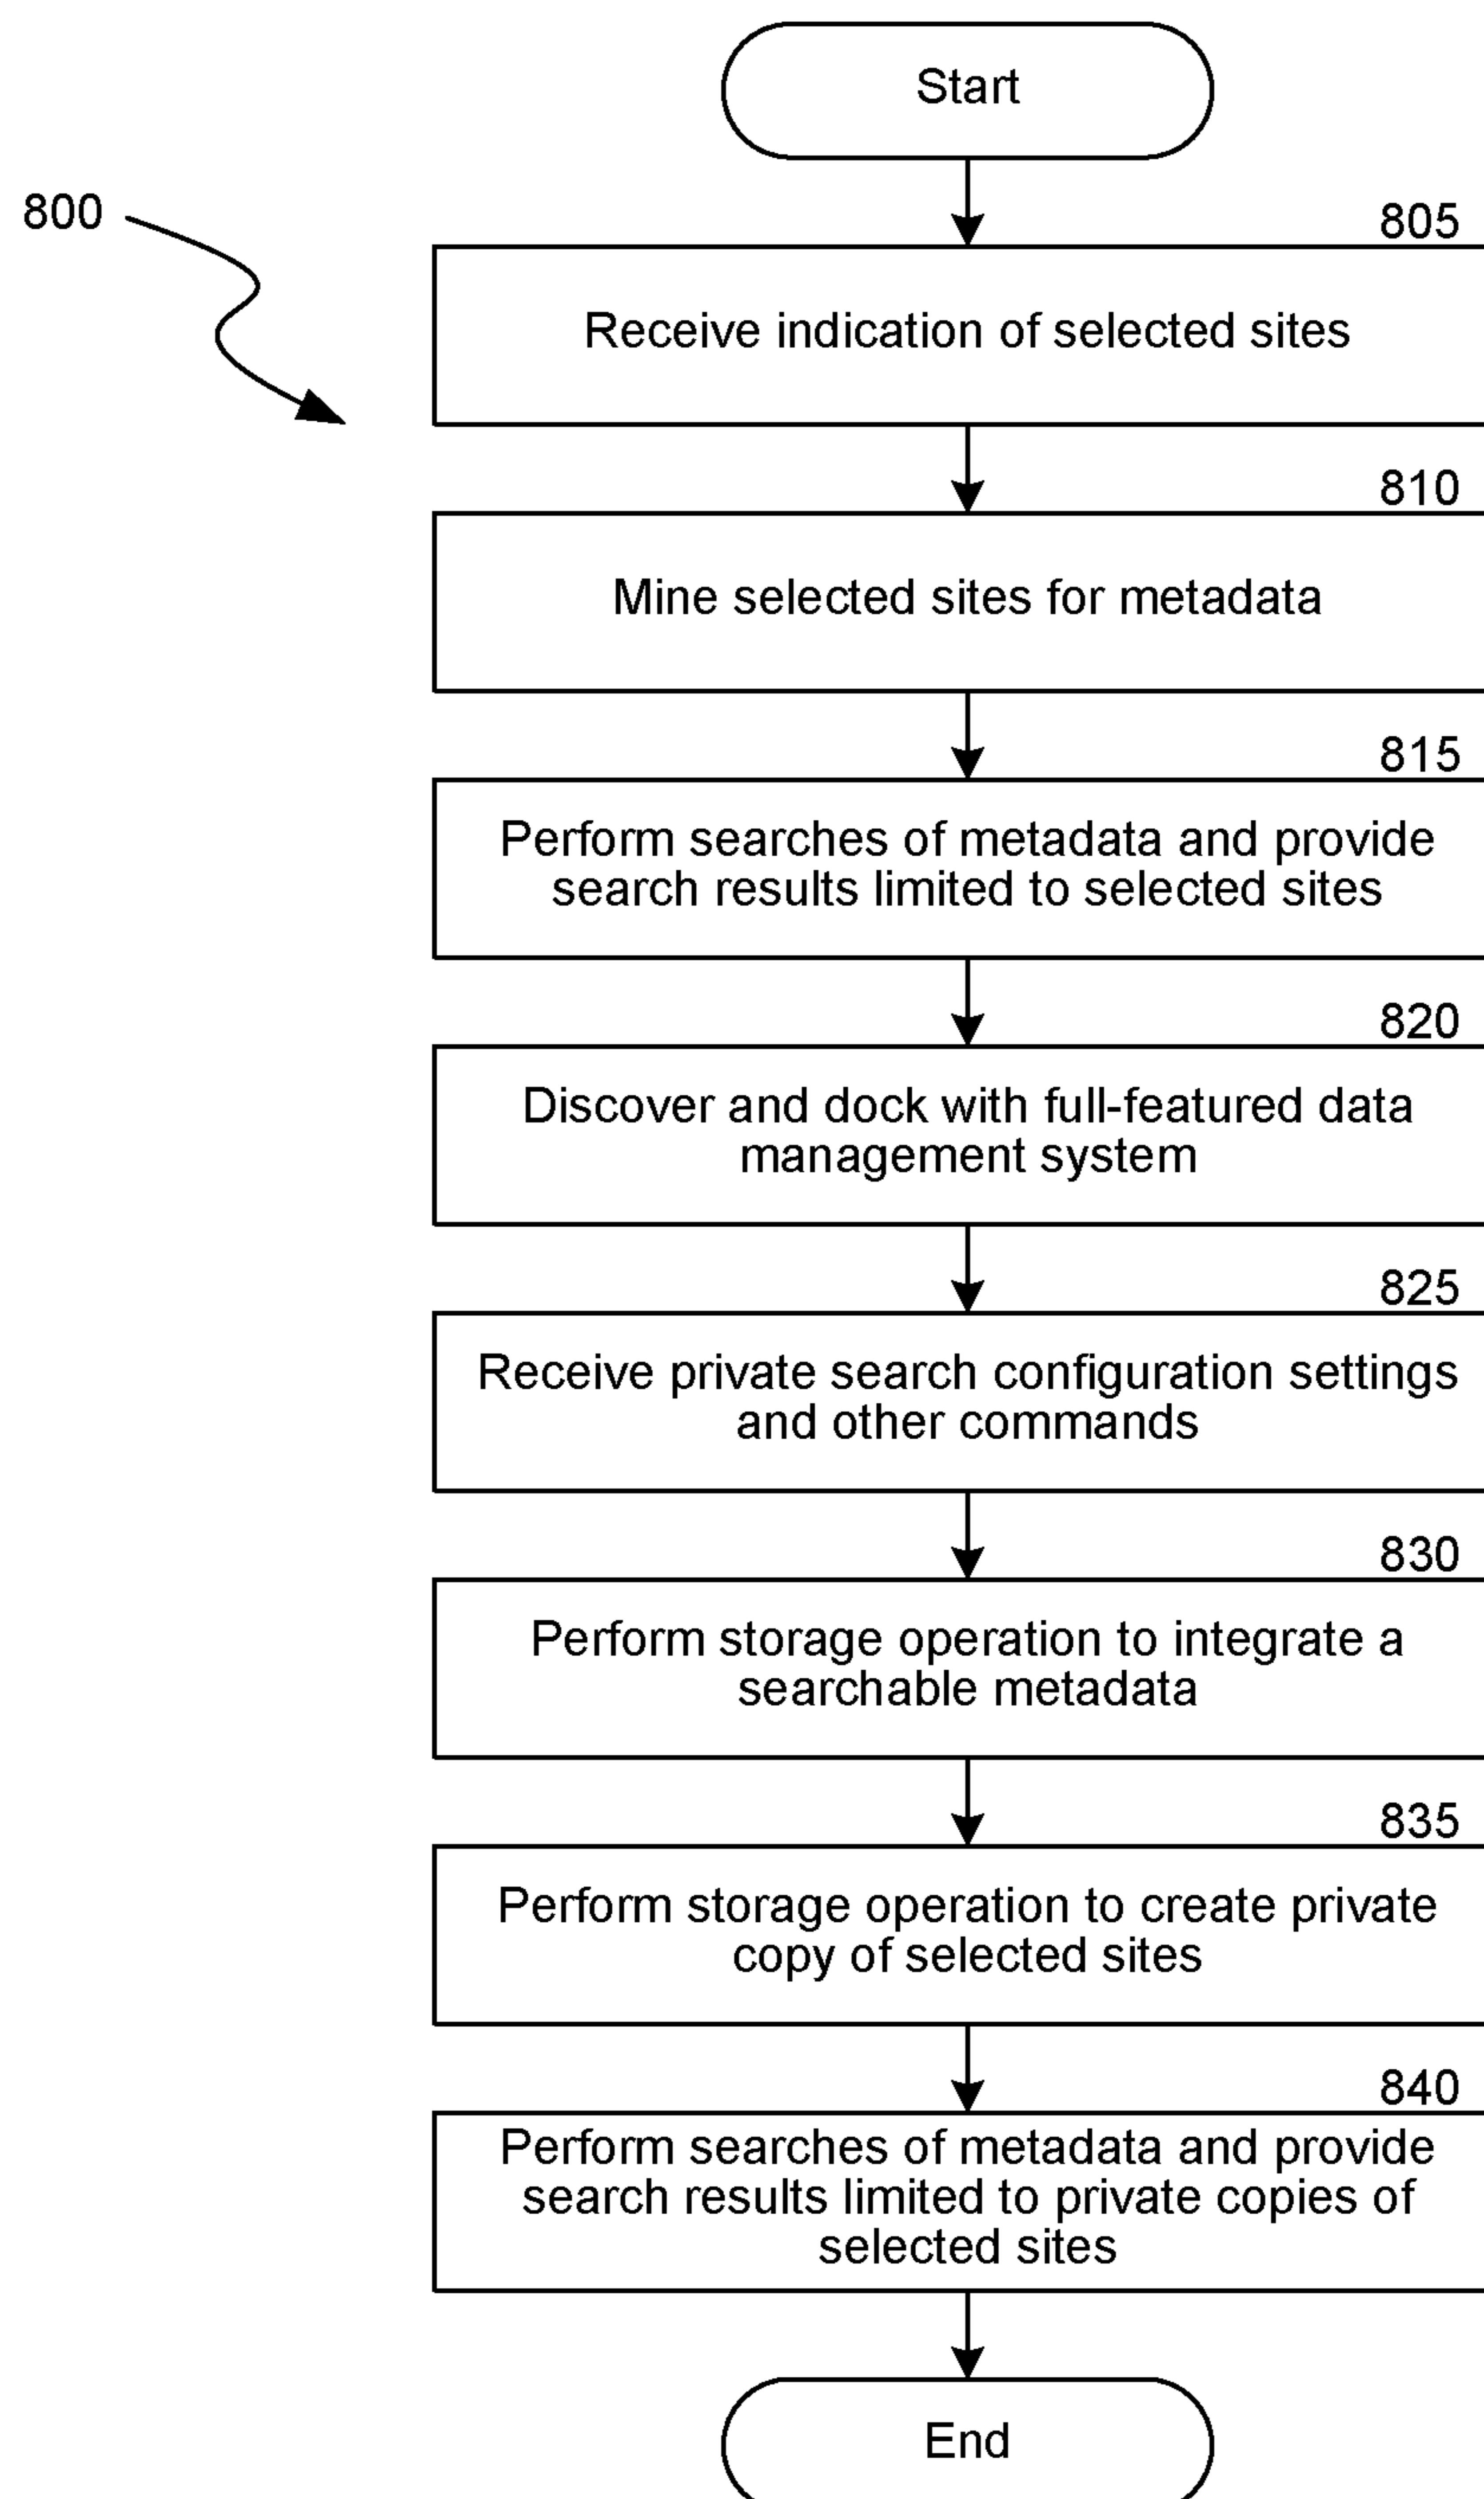 Start
800
805
Receive indication of selected sites
810
Mine selected sites for metadata
815
Perform searches of metadata and provide
search results limited to selected sites
820
Discover and dock with full-featured data
management system
825
Receive private search configuration settings
and other commands
830
Perform storage operation to integrate a
searchable metadata
835
Perform storage operation to create private
copy of selected sites
840
Perform searches of metadata and provide
search results limited to private copies of
selected sites
End